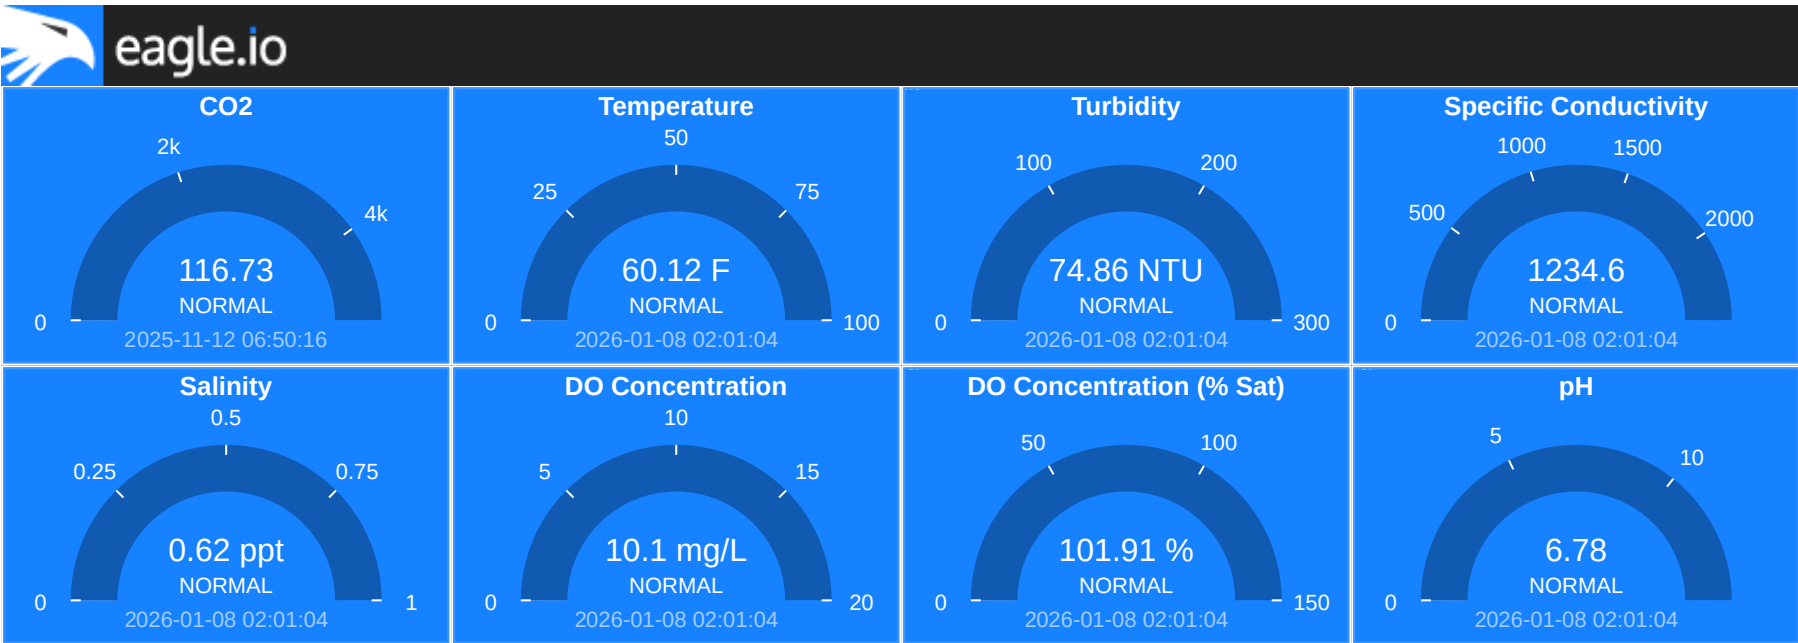 eagle.io
CO2
2k
4k
0
116.73
NORMAL
2025-11-12 06:50:16
Temperature
50
25
75
0
100
60.12 F
NORMAL
2026-01-08 02:01:04
Turbidity
100
200
0
300
74.86 NTU
NORMAL
2026-01-08 02:01:04
Specific Conductivity
1000
1500
500
2000
0
1234.6
NORMAL
2026-01-08 02:01:04
Salinity
0.5
0.25
0.75
0
1
0.62 ppt
NORMAL
2026-01-08 02:01:04
DO Concentration
10
5
15
0
20
10.1 mg/L
NORMAL
2026-01-08 02:01:04
DO Concentration (% Sat)
50
100
0
150
101.91 %
NORMAL
2026-01-08 02:01:04
pH
5
10
0
6.78
NORMAL
2026-01-08 02:01:04